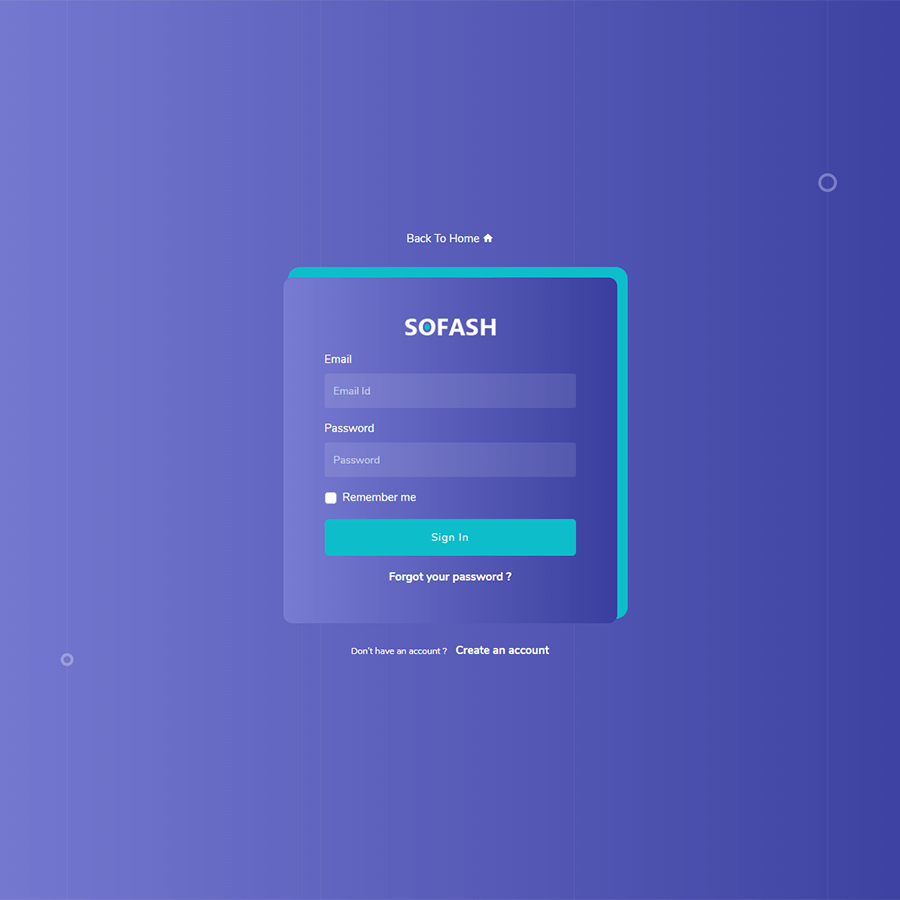 Back To Home
SOFASH
Email
Email Id
Password
Password
Remember me
Sign In
Forgot your password ?
Don't have an account ? Create an account